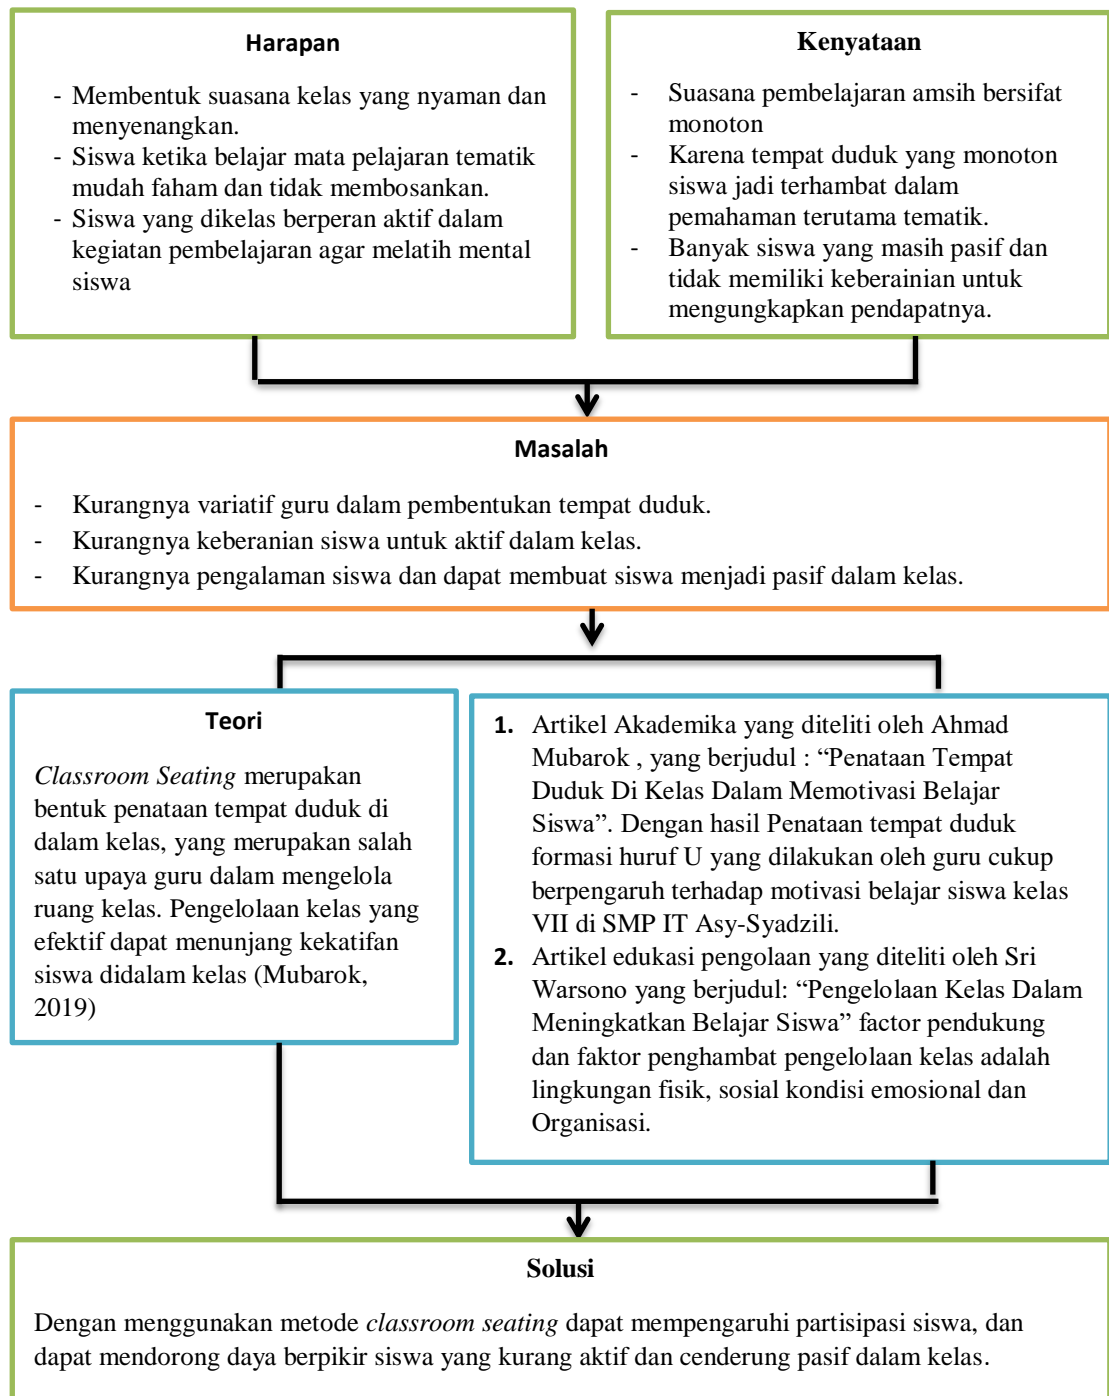 Harapan
- Membentuk suasana kelas yang nyaman dan
menyenangkan.
- Siswa ketika belajar mata pelajaran tematik
mudah faham dan tidak membosankan.
- Siswa yang dikelas berperan aktif dalam
kegiatan pembelajaran agar melatih mental
siswa
Kenyataan
- Suasana pembelajaran amsih bersifat
monoton
- Karena tempat duduk yang monoton
siswa jadi terhambat dalam
pemahaman terutama tematik.
- Banyak siswa yang masih pasif dan
tidak memiliki keberainian untuk
mengungkapkan pendapatnya.
Masalah
- Kurangnya variatif guru dalam pembentukan tempat duduk.
- Kurangnya keberanian siswa untuk aktif dalam kelas.
- Kurangnya pengalaman siswa dan dapat membuat siswa menjadi pasif dalam kelas.
Teori
Classroom Seating merupakan
bentuk penataan tempat duduk di
dalam kelas, yang merupakan salah
satu upaya guru dalam mengelola
ruang kelas. Pengelolaan kelas yang
efektif dapat menunjang kekatifan
siswa didalam kelas (Mubarok,
2019)
1. Artikel Akademika yang diteliti oleh Ahmad
Mubarok , yang berjudul : “Penataan Tempat
Duduk Di Kelas Dalam Memotivasi Belajar
Siswa”. Dengan hasil Penataan tempat duduk
formasi huruf U yang dilakukan oleh guru cukup
berpengaruh terhadap motivasi belajar siswa kelas
VII di SMP IT Asy-Syadzili.
2. Artikel edukasi pengolaan yang diteliti oleh Sri
Warsono yang berjudul: “Pengelolaan Kelas Dalam
Meningkatkan Belajar Siswa” factor pendukung
dan faktor penghambat pengelolaan kelas adalah
lingkungan fisik, sosial kondisi emosional dan
Organisasi.
Solusi
Dengan menggunakan metode classroom seating dapat mempengaruhi partisipasi siswa, dan
dapat mendorong daya berpikir siswa yang kurang aktif dan cenderung pasif dalam kelas.